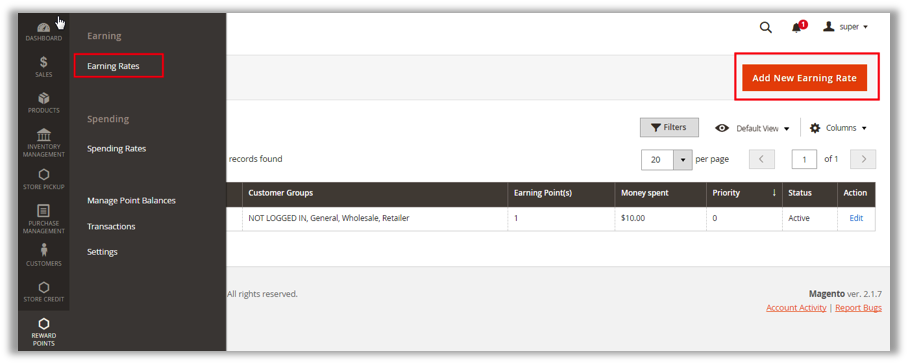 DASHBOARD
$
SALES
PRODUCTS
INVENTORY
MANAGEMENT
STORE PICKUP
PURCHASE
MANAGEMENT
CUSTOMERS
STORE CREDIT
REWARD
POINTS
Earning
Earning Rates
Spending
Spending Rates
Manage Point Balances
Transactions
Settings
1
super
Add New Earning Rate
Filters
Default View
Columns
records found
20
per page
1
of 1
Customer Groups Earning Point(s) Money spent Priority ↓ Status Action
NOT LOGGED IN, General, Wholesale, Retailer 1 $10.00 0 Active Edit
All rights reserved.
Magento ver. 2.1.7
Account Activity | Report Bugs